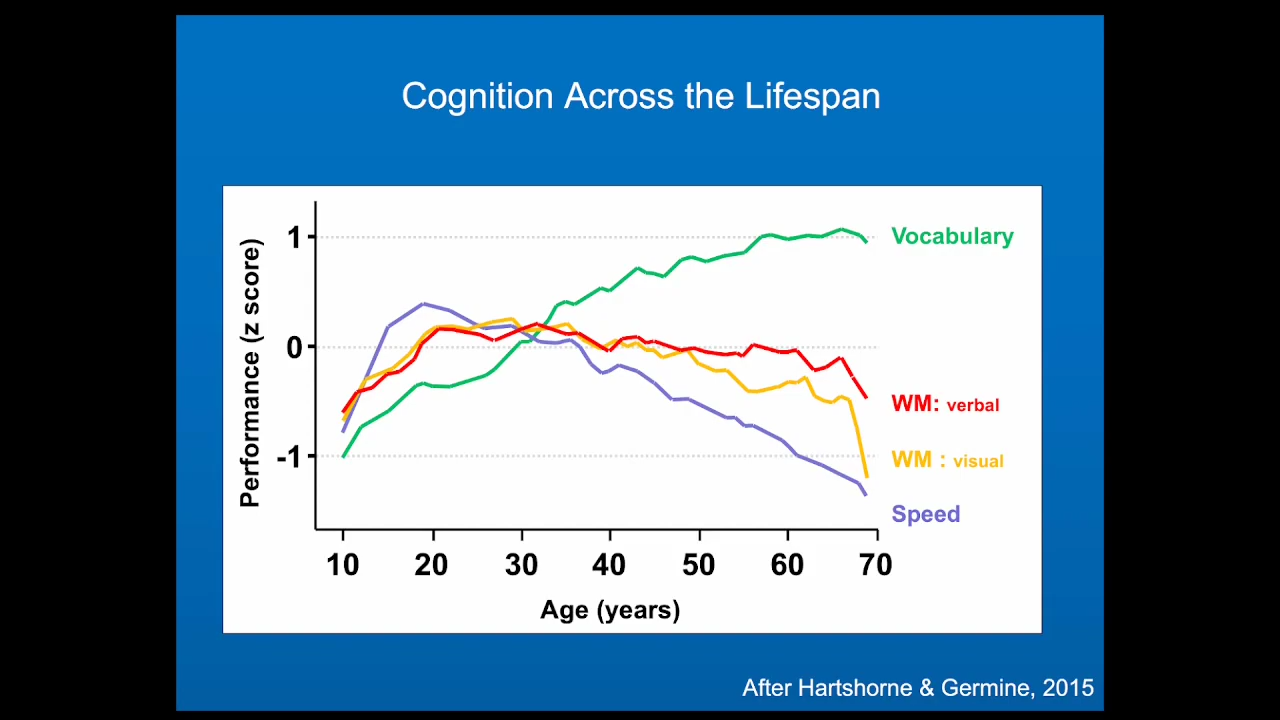 Cognition Across the Lifespan
Performance (z score)
1
0
-1
Vocabulary
WM: verbal
WM : visual
Speed
10 20 30 40 50 60 70
Age (years)
After Hartshorne & Germine, 2015